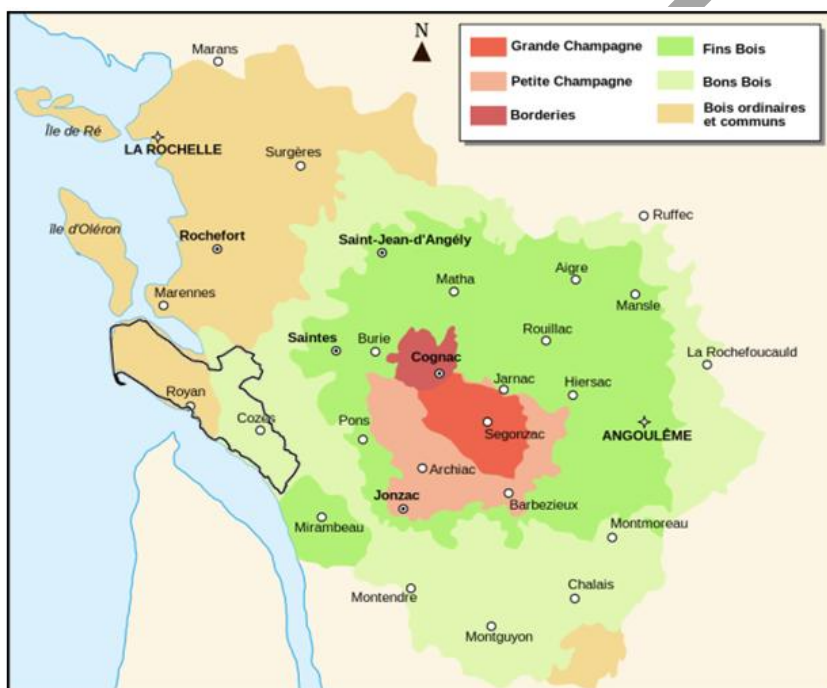 Marans
N
Grande Champagne
Fins Bois
Petite Champagne
Bons Bois
Borderies
Bois ordinaires
et communs
Île de Ré
LA ROCHELLE
Surgères
Ruffec
île d'Oléron
Rochefort
Saint-Jean-d'Angély
Matha
Aigre
Mansle
Marennes
Saintes
Burie
Rouillac
Cognac
La Rochefoucauld
Royan
Jarnac
Hiersac
Cozes
Pons
Segonzac
ANGOULÊME
Archiac
Jonzac
Barbezieux
Mirambeau
Montmoreau
Montendre
Chalais
Montguyon